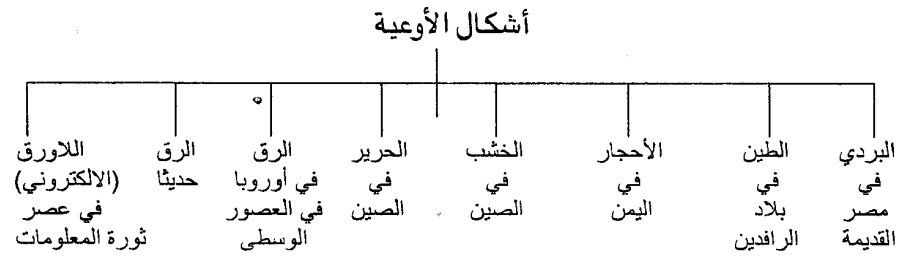 أشكال الأوعية
البردي
في
مصر
القديمة
الطين
في
بلاد
الرافدين
الأحجار
في
اليمن
الخشب
في
الصين
الحرير
في
الصين
الرق
في أوروبا
في العصور
الوسطى
الرق
حديثا
اللاورق
(الالكتروني)
في عصر
ثورة المعلومات